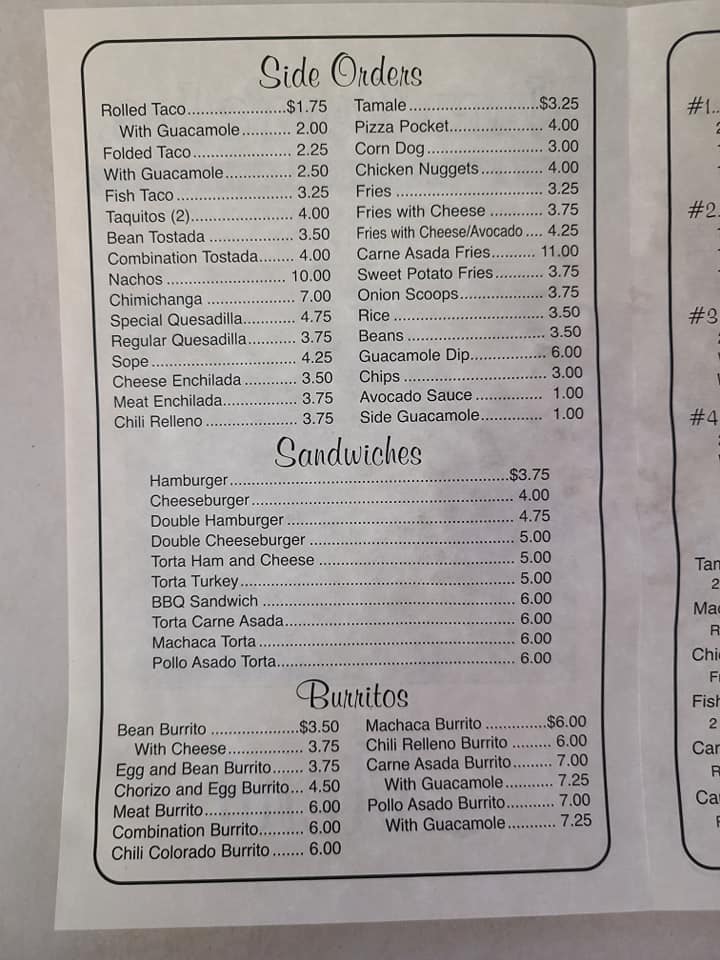 Side Orders
Rolled Taco......................$1.75
With Guacamole........... 2.00
Folded Taco...................... 2.25
With Guacamole............... 2.50
Fish Taco.......................... 3.25
Taquitos (2)....................... 4.00
Bean Tostada ................... 3.50
Combination Tostada........ 4.00
Nachos ........................... 10.00
Chimichanga .................... 7.00
Special Quesadilla............ 4.75
Regular Quesadilla........... 3.75
Sope................................. 4.25
Cheese Enchilada ............ 3.50
Meat Enchilada................. 3.75
Chili Relleno ..................... 3.75
Tamale .............................$3.25
Pizza Pocket..................... 4.00
Corn Dog.......................... 3.00
Chicken Nuggets.............. 4.00
Fries ................................. 3.25
Fries with Cheese ............ 3.75
Fries with Cheese/Avocado .... 4.25
Carne Asada Fries.......... 11.00
Sweet Potato Fries........... 3.75
Onion Scoops................... 3.75
Rice .................................. 3.50
Beans ............................... 3.50
Guacamole Dip................. 6.00
Chips ................................ 3.00
Avocado Sauce ............... 1.00
Side Guacamole.............. 1.00
Sandwiches
Hamburger..............................................................$3.75
Cheeseburger.......................................................... 4.00
Double Hamburger .................................................. 4.75
Double Cheeseburger ............................................. 5.00
Torta Ham and Cheese ........................................... 5.00
Torta Turkey............................................................. 5.00
BBQ Sandwich ........................................................ 6.00
Torta Carne Asada................................................... 6.00
Machaca Torta ......................................................... 6.00
Pollo Asado Torta..................................................... 6.00
Burritos
Bean Burrito ....................$3.50
With Cheese................. 3.75
Egg and Bean Burrito....... 3.75
Chorizo and Egg Burrito... 4.50
Meat Burrito...................... 6.00
Combination Burrito.......... 6.00
Chili Colorado Burrito ....... 6.00
Machaca Burrito .............$6.00
Chili Relleno Burrito ......... 6.00
Carne Asada Burrito......... 7.00
With Guacamole........... 7.25
Pollo Asado Burrito........... 7.00
With Guacamole........... 7.25
#1..
#2.
#3
#4